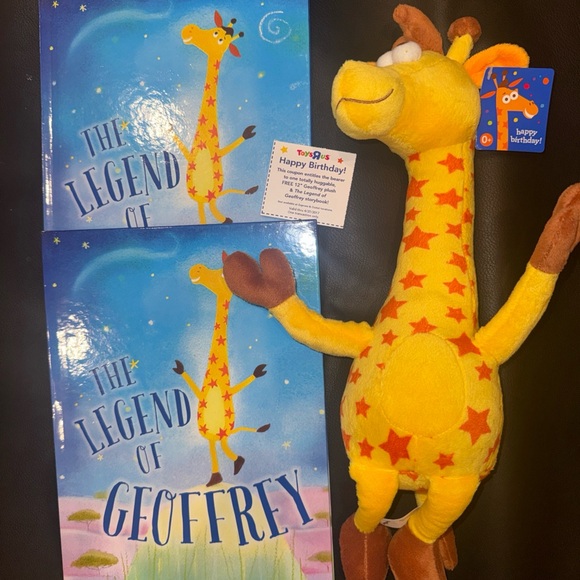 THE
LEGEND
OF
TOYSRUS
Happy Birthday!
This coupon entitles the bearer
to one totally huggable,
FREE 12" Geoffrey plush
& The Legend of
Geoffrey storybook!
0+
happy
birthday!
THE
LEGEND
OF
GEOFFREY